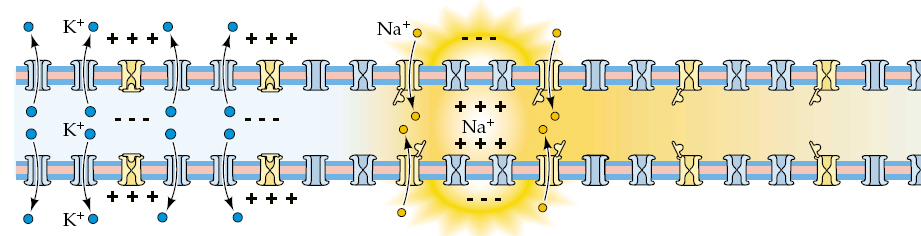 K+
Na+
+ + +
+ + +
- - -
- - -
- - -
+ + +
K+
Na+
+ + +
+ + +
+ + +
- - -
K+